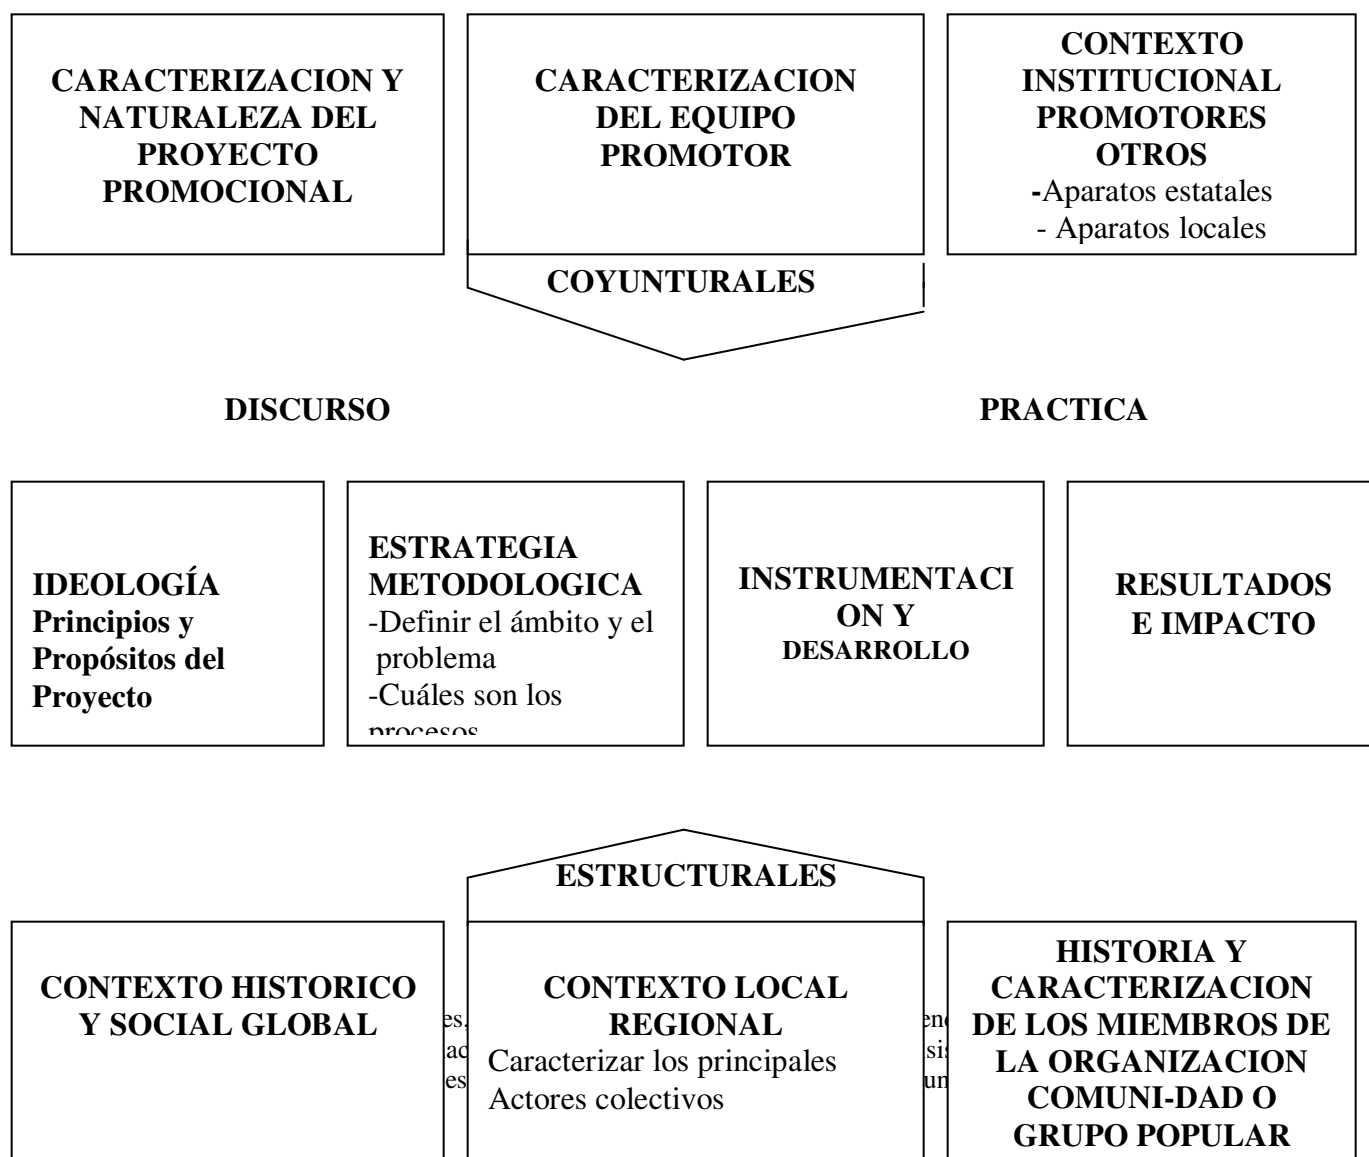 CARACTERIZACION Y
NATURALEZA DEL
PROYECTO
PROMOCIONAL
CARACTERIZACION
DEL EQUIPO
PROMOTOR
CONTEXTO
INSTITUCIONAL
PROMOTORES
OTROS
-Aparatos estatales
- Aparatos locales
COYUNTURALES
DISCURSO
PRACTICA
IDEOLOGÍA
Principios y
Propósitos del
Proyecto
ESTRATEGIA
METODOLOGICA
-Definir el ámbito y el
problema
-Cuáles son los
procesos
INSTRUMENTACI
ON Y
DESARROLLO
RESULTADOS
E IMPACTO
ESTRUCTURALES
CONTEXTO HISTORICO
Y SOCIAL GLOBAL
CONTEXTO LOCAL
REGIONAL
Caracterizar los principales
Actores colectivos
HISTORIA Y
CARACTERIZACION
DE LOS MIEMBROS DE
LA ORGANIZACION
COMUNI-DAD O
GRUPO POPULAR